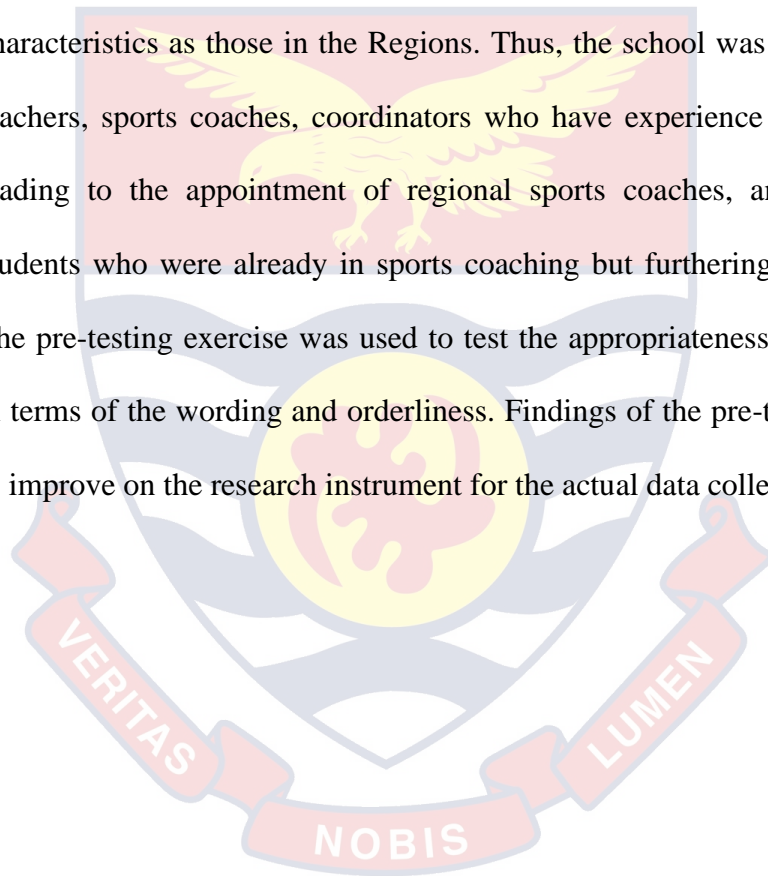 haracteristics as those in the Regions. Thus, the school was
achers, sports coaches, coordinators who have experience
ading to the appointment of regional sports coaches, an
udents who were already in sports coaching but furthering
he pre-testing exercise was used to test the appropriateness
terms of the wording and orderliness. Findings of the pre-t
improve on the research instrument for the actual data colle
VERITAS
NOBIS
LUMEN